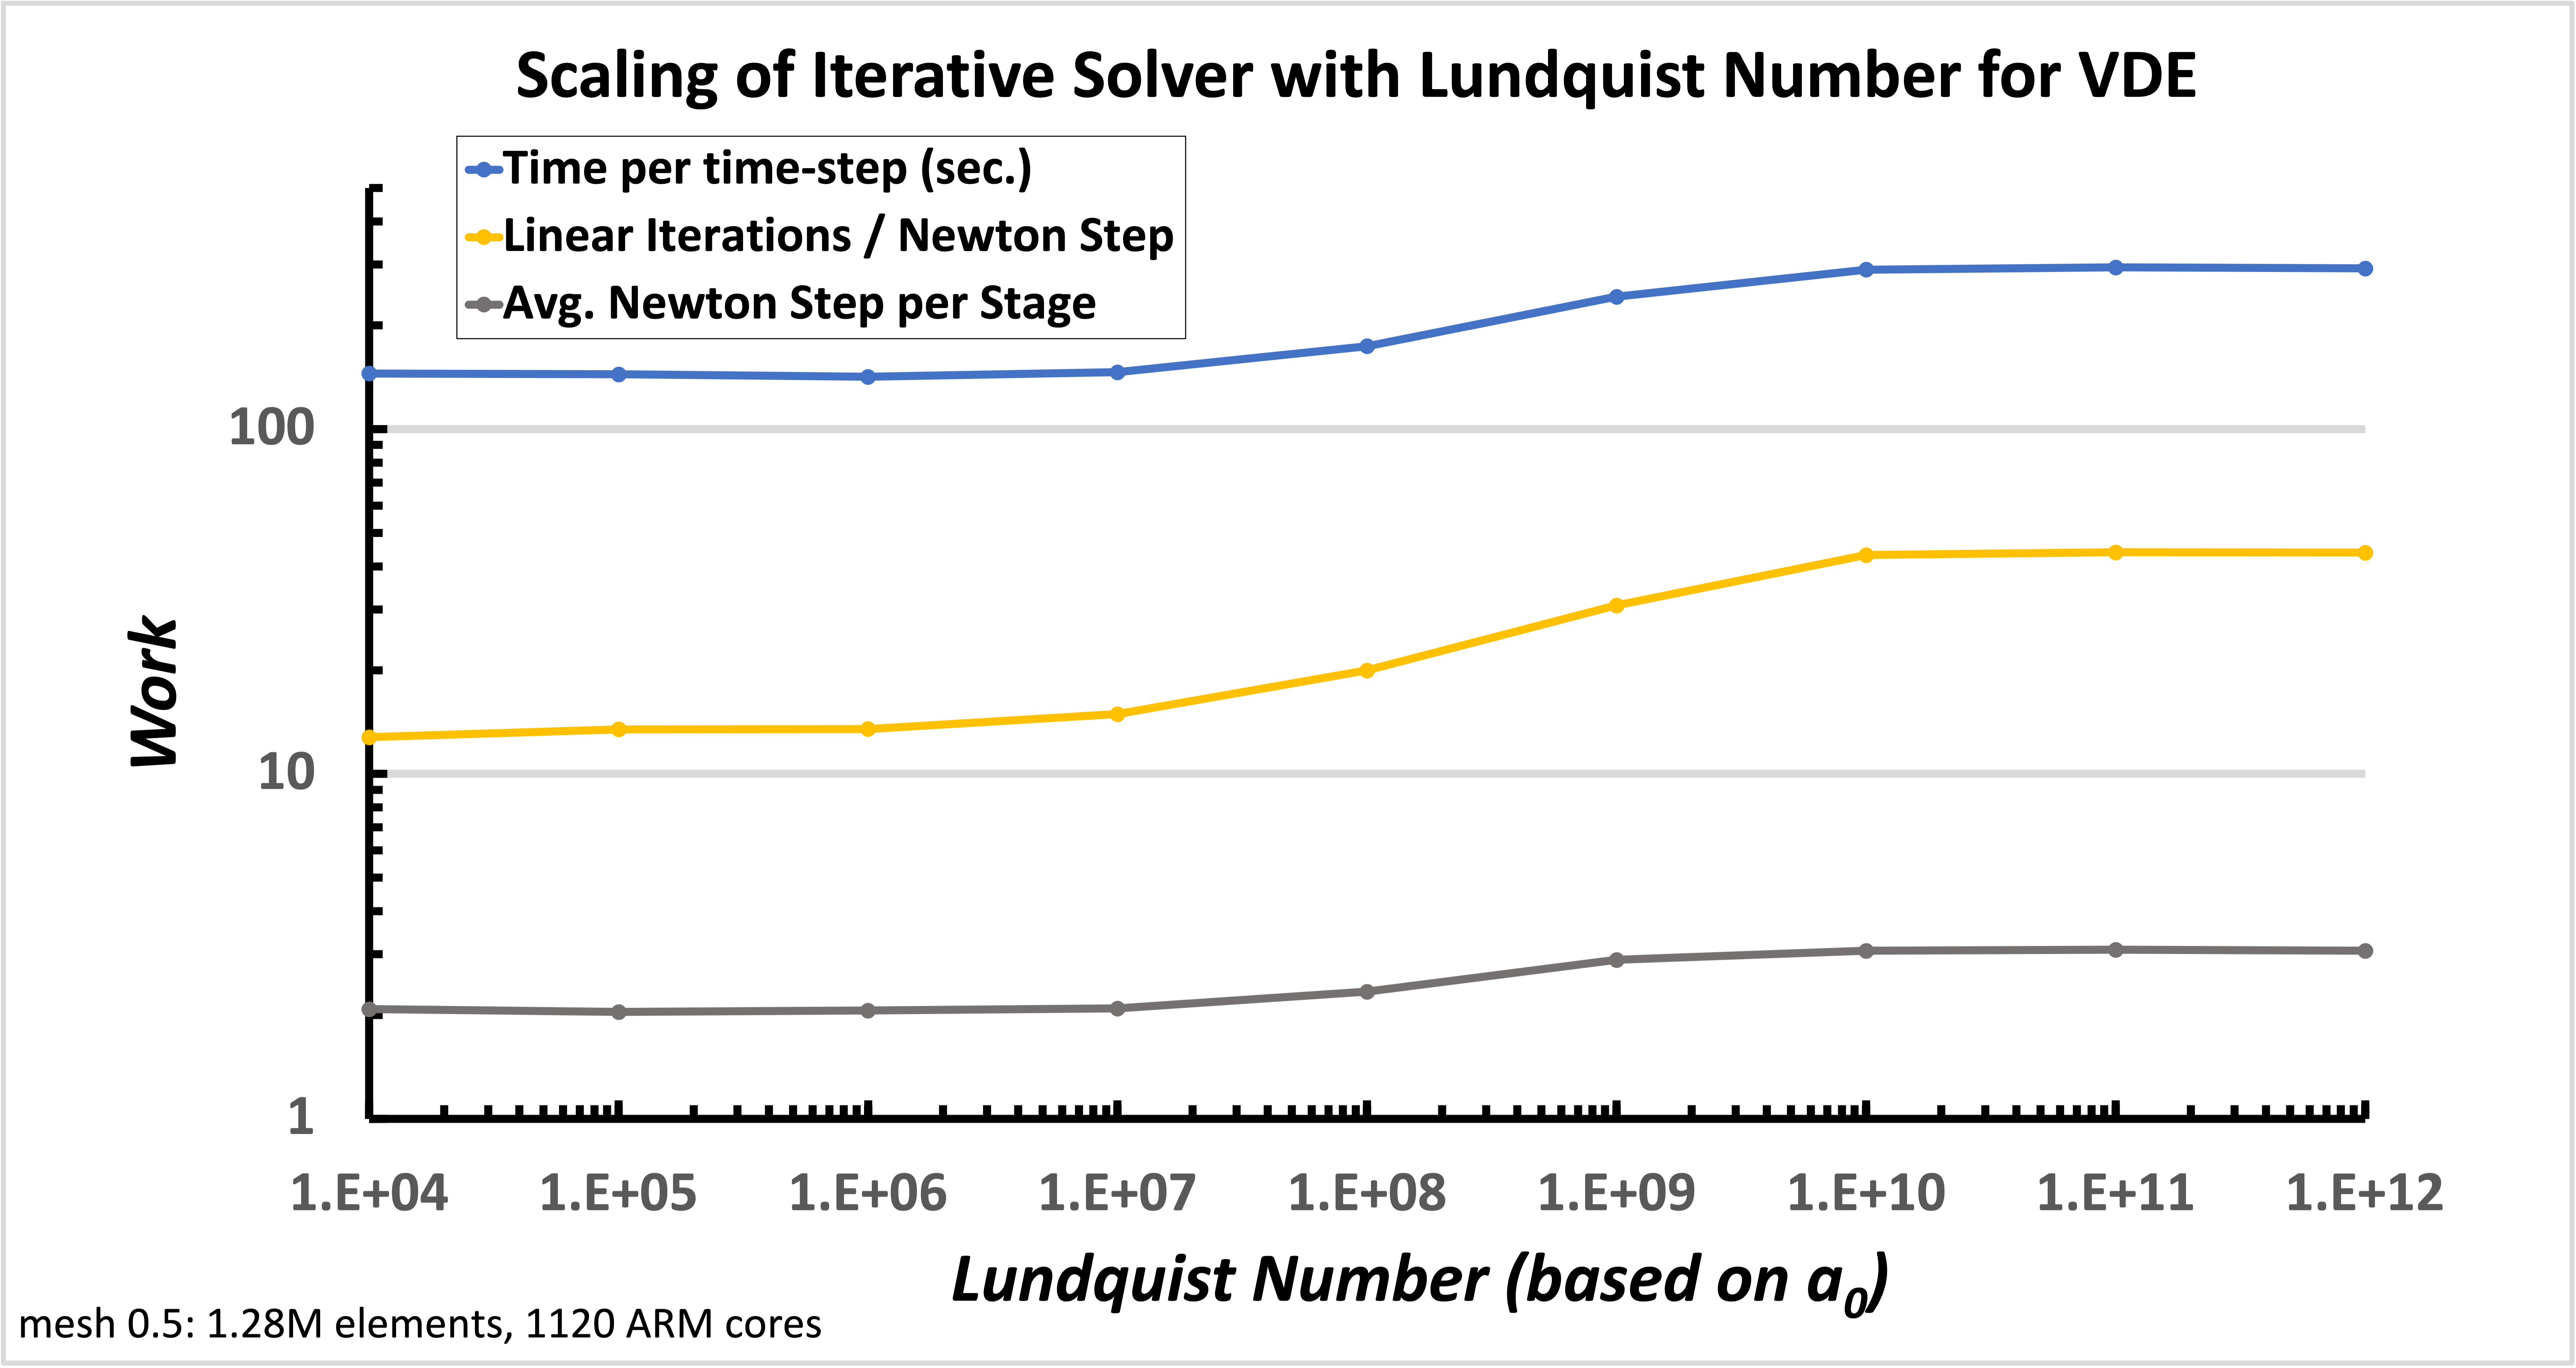 Scaling of Iterative Solver with Lundquist Number for VDE
Time per time-step (sec.)
Linear Iterations / Newton Step
Avg. Newton Step per Stage
100
10
1
Work
1.E+04 1.E+05 1.E+06 1.E+07 1.E+08 1.E+09 1.E+10 1.E+11 1.E+12
Lundquist Number (based on a0)
mesh 0.5: 1.28M elements, 1120 ARM cores